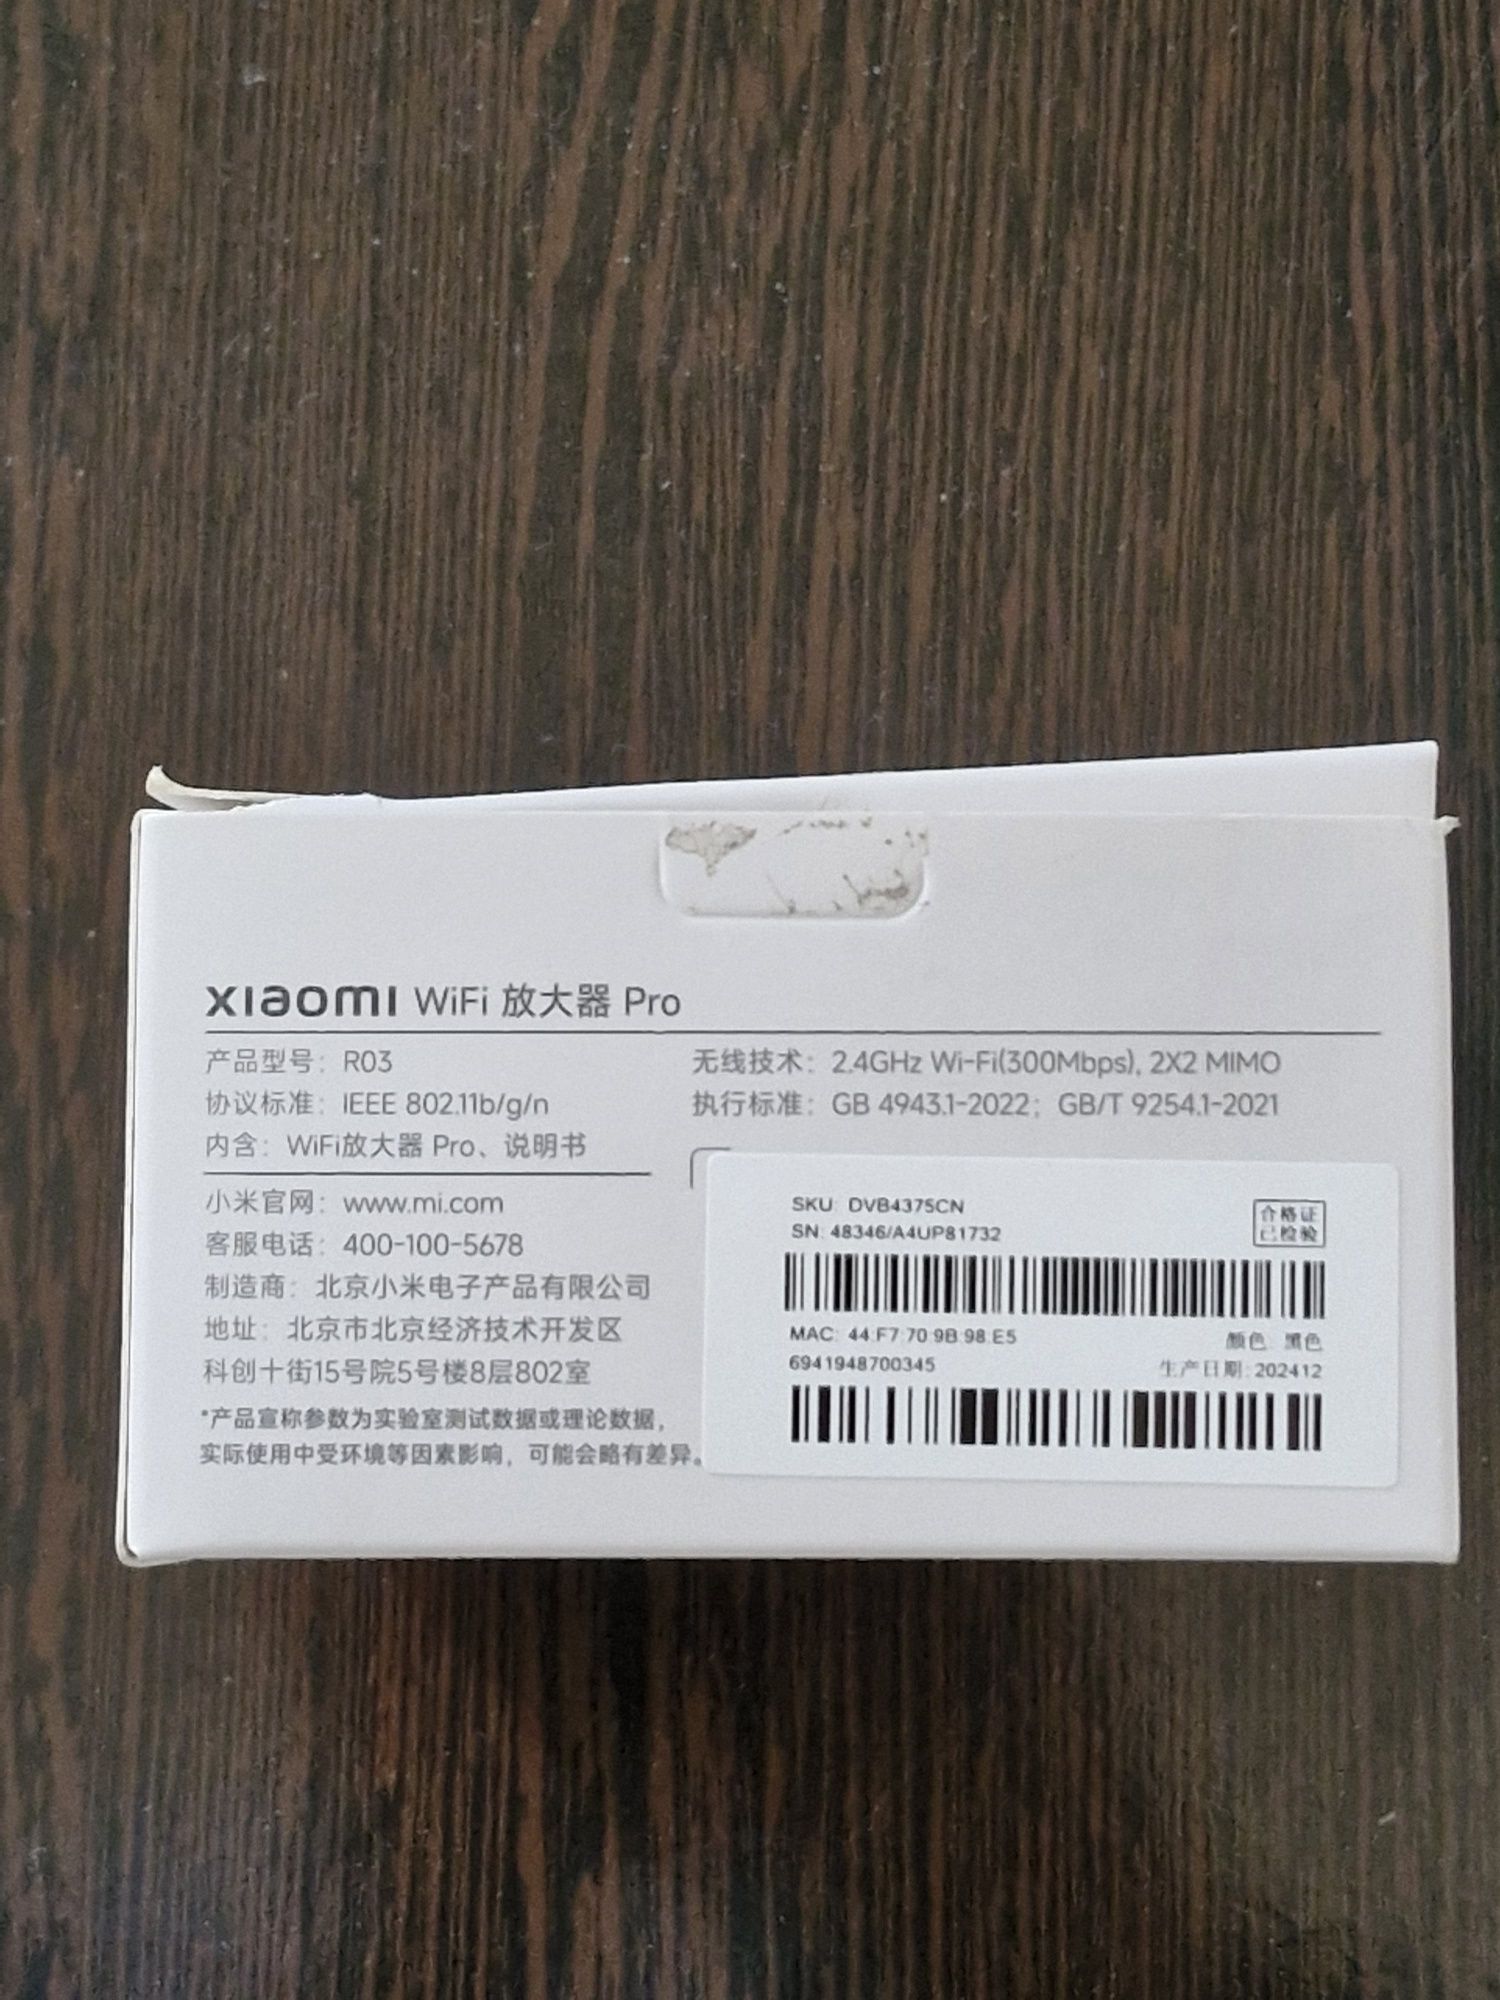 xiaomi WiFi 放大器 Pro
产品型号：R03
协议标准：IEEE 802.11b/g/n
内含：WiFi放大器 Pro、说明书
无线技术：2.4GHz Wi-Fi(300Mbps), 2X2 MIMO
执行标准：GB 4943.1-2022；GB/T 9254.1-2021
小米官网：www.mi.com
客服电话：400-100-5678
制造商：北京小米电子产品有限公司
地址：北京市北京经济技术开发区
科创十街15号院5号楼8层802室
*产品宣称参数为实验室测试数据或理论数据，
实际使用中受环境等因素影响，可能会略有差异。
SKU: DVB4375CN
SN: 48346/A4UP81732
合格证
已检验
MAC: 44:F7:70:9B:98:E5
颜色: 黑色
6941948700345
生产日期: 202412